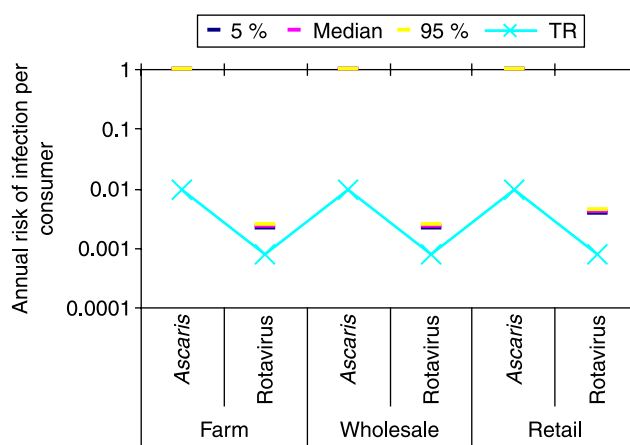 5 % Median 95 % TR
Annual risk of infection per
consumer
1
0.1
0.01
0.001
0.0001
Ascaris
Rotavirus
Ascaris
Rotavirus
Ascaris
Rotavirus
Farm
Wholesale
Retail